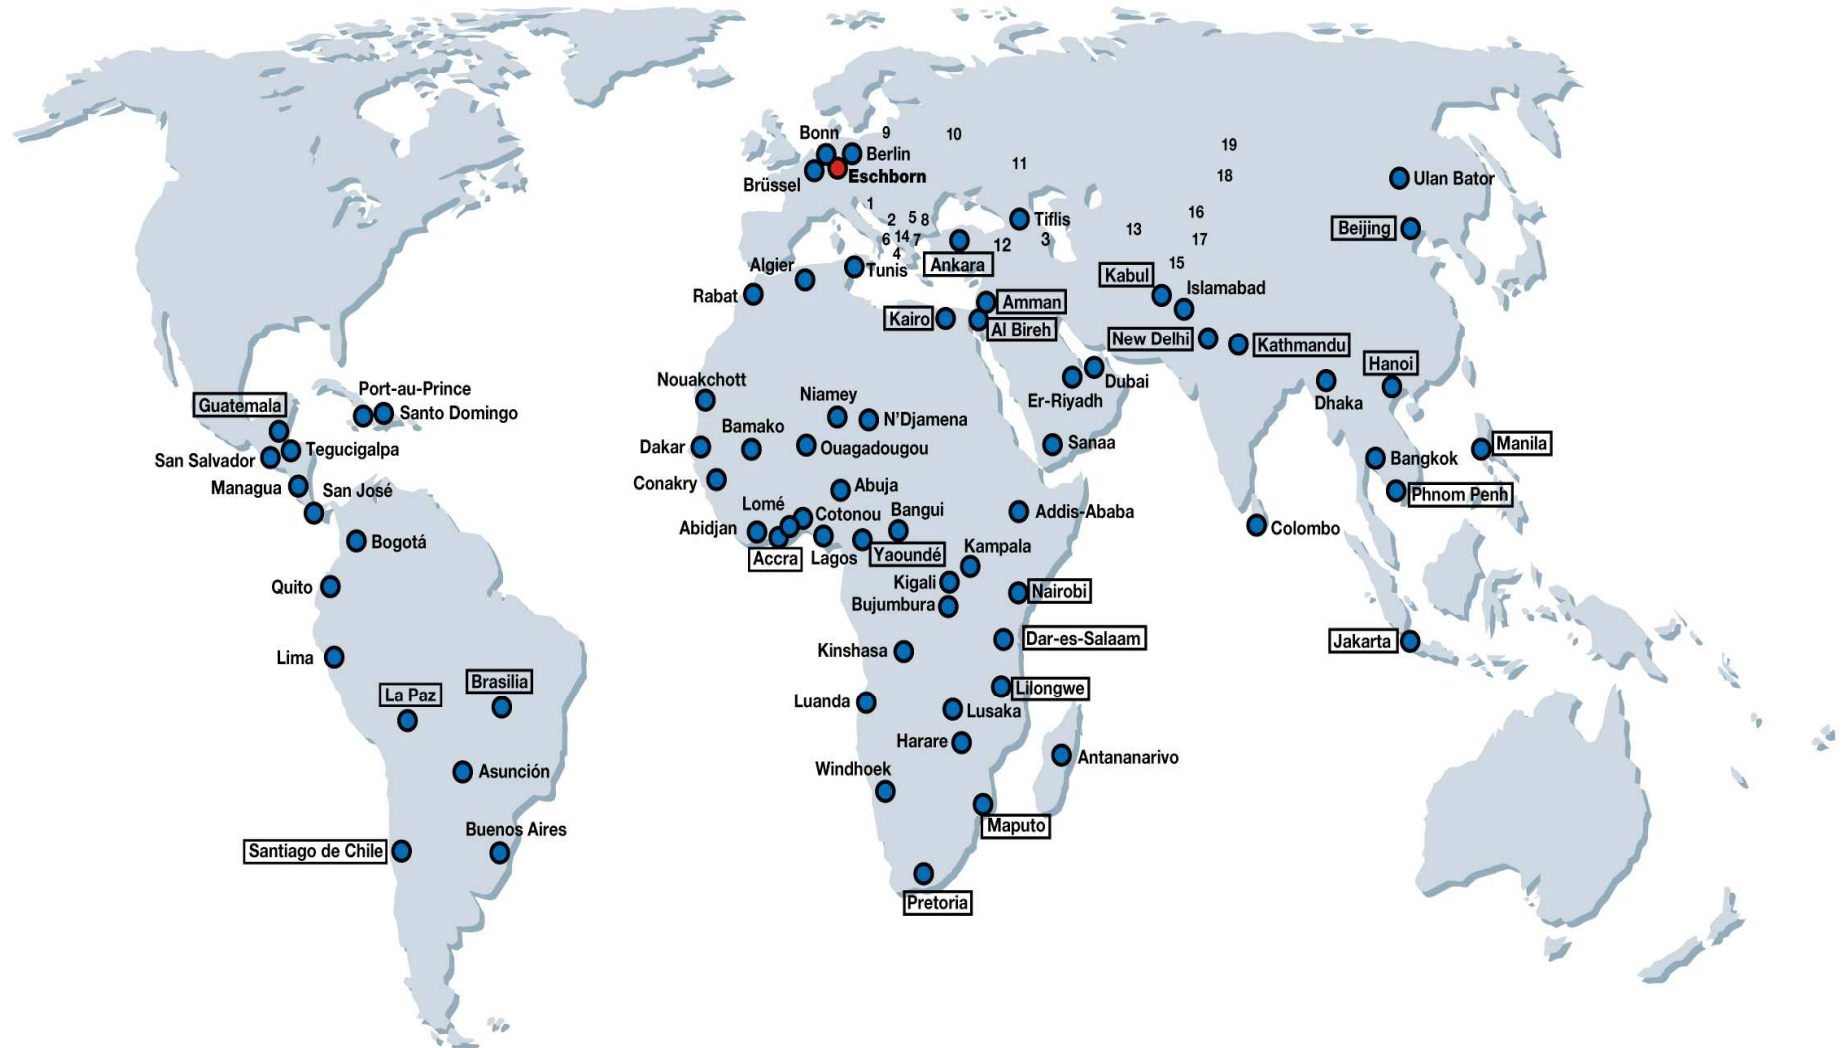 Bonn
9
10
19
Berlin
11
Eschborn
18
Ulan Bator
Brüssel
1
2
5
8
Tiflis
16
13
Beijing
6
14
7
12
3
17
4
Ankara
15
Algier
Tunis
Kabul
Islamabad
Rabat
Amman
Kairo
Al Bireh
New Delhi
Kathmandu
Hanoi
Nouakchott
Dubai
Port-au-Prince
Niamey
Er-Riyadh
Dhaka
Guatemala
Santo Domingo
N'Djamena
Bamako
Sanaa
Manila
Tegucigalpa
Dakar
Ouagadougou
Bangkok
San Salvador
Conakry
Abuja
Managua
San José
Phnom Penh
Lomé
Cotonou
Bangui
Addis-Ababa
Abidjan
Colombo
Bogotá
Accra
Lagos
Yaoundé
Kampala
Quito
Kigali
Nairobi
Bujumbura
Dar-es-Salaam
Jakarta
Kinshasa
Lima
Brasilia
La Paz
Lilongwe
Luanda
Lusaka
Harare
Antananarivo
Asunción
Windhoek
Buenos Aires
Maputo
Santiago de Chile
Pretoria